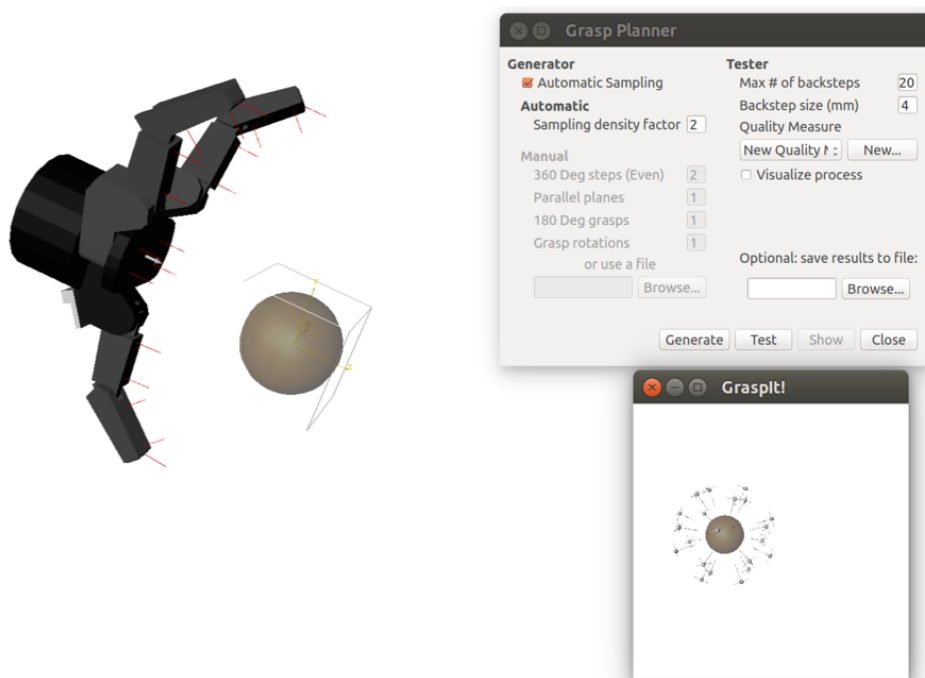 Grasp Planner
Generator
Automatic Sampling
Automatic
Sampling density factor 2
Manual
360 Deg steps (Even) 2
Parallel planes 1
180 Deg grasps 1
Grasp rotations 1
or use a file
Browse...
Tester
Max # of backsteps 20
Backstep size (mm) 4
Quality Measure
New Quality New...
Visualize process
Optional: save results to file:
Browse...
Generate Test Show Close
GraspIt!